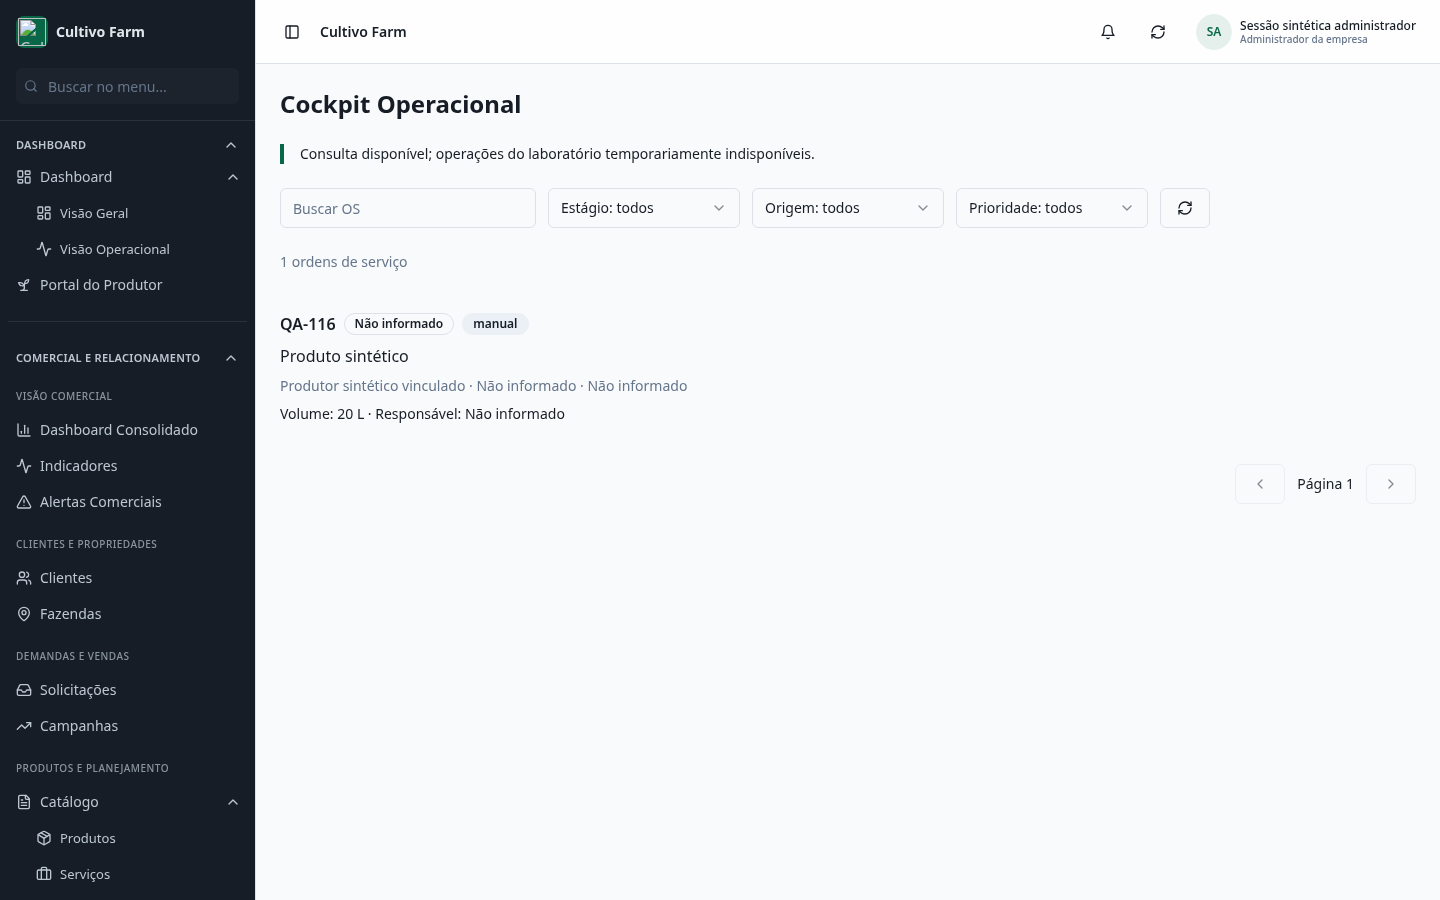 Cultivo Farm
Buscar no menu...
DASHBOARD
Dashboard
Visão Geral
Visão Operacional
Portal do Produtor
COMERCIAL E RELACIONAMENTO
VISÃO COMERCIAL
Dashboard Consolidado
Indicadores
Alertas Comerciais
CLIENTES E PROPRIEDADES
Clientes
Fazendas
DEMANDAS E VENDAS
Solicitações
Campanhas
PRODUTOS E PLANEJAMENTO
Catálogo
Produtos
Serviços
Cultivo Farm
SA
Sessão sintética administrador
Administrador da empresa
Cockpit Operacional
Consulta disponível; operações do laboratório temporariamente indisponíveis.
Buscar OS
Estágio: todos
Origem: todos
Prioridade: todos
1 ordens de serviço
QA-116 Não informado manual
Produto sintético
Produtor sintético vinculado · Não informado · Não informado
Volume: 20 L · Responsável: Não informado
Página 1